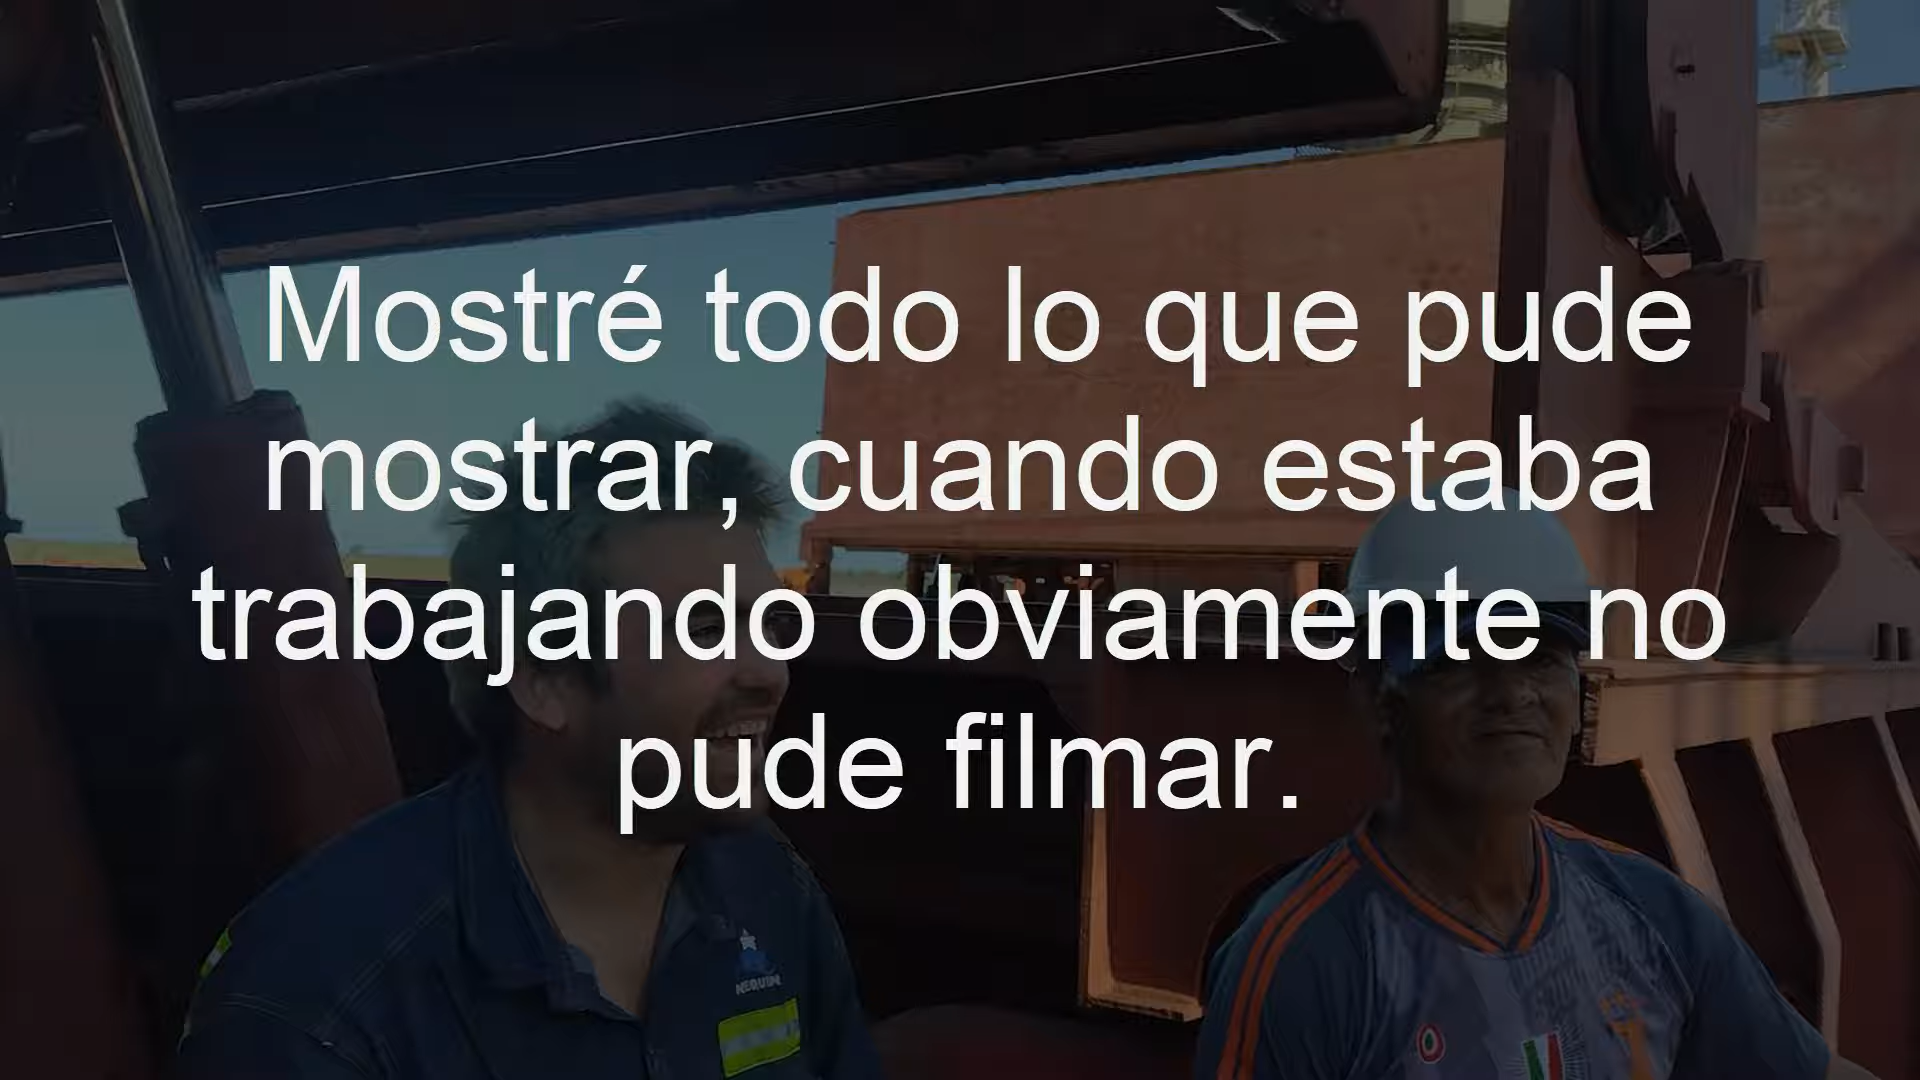 Mostré todo lo que pude
mostrar, cuando estaba
trabajando obviamente no
pude filmar.